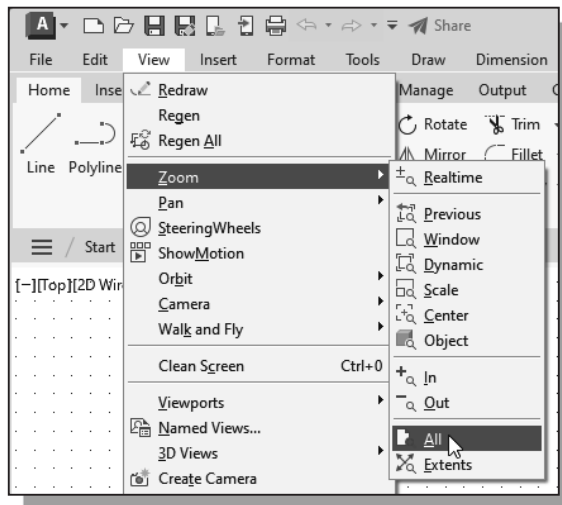 A Share
File Edit View Insert Format Tools Draw Dimension
Home Inse Manage Output
Redraw
Regen
Regen All
Rotate Trim
Mirror Fillet
Line Polyline
Zoom
Realtime
Pan
Previous
SteeringWheels
Window
Start
ShowMotion
Dynamic
[−][Top][2D Wir
Orbit
Scale
Camera
Center
Walk and Fly
Object
Clean Screen Ctrl+0
In
Viewports
Out
Named Views...
All
3D Views
Extents
Create Camera